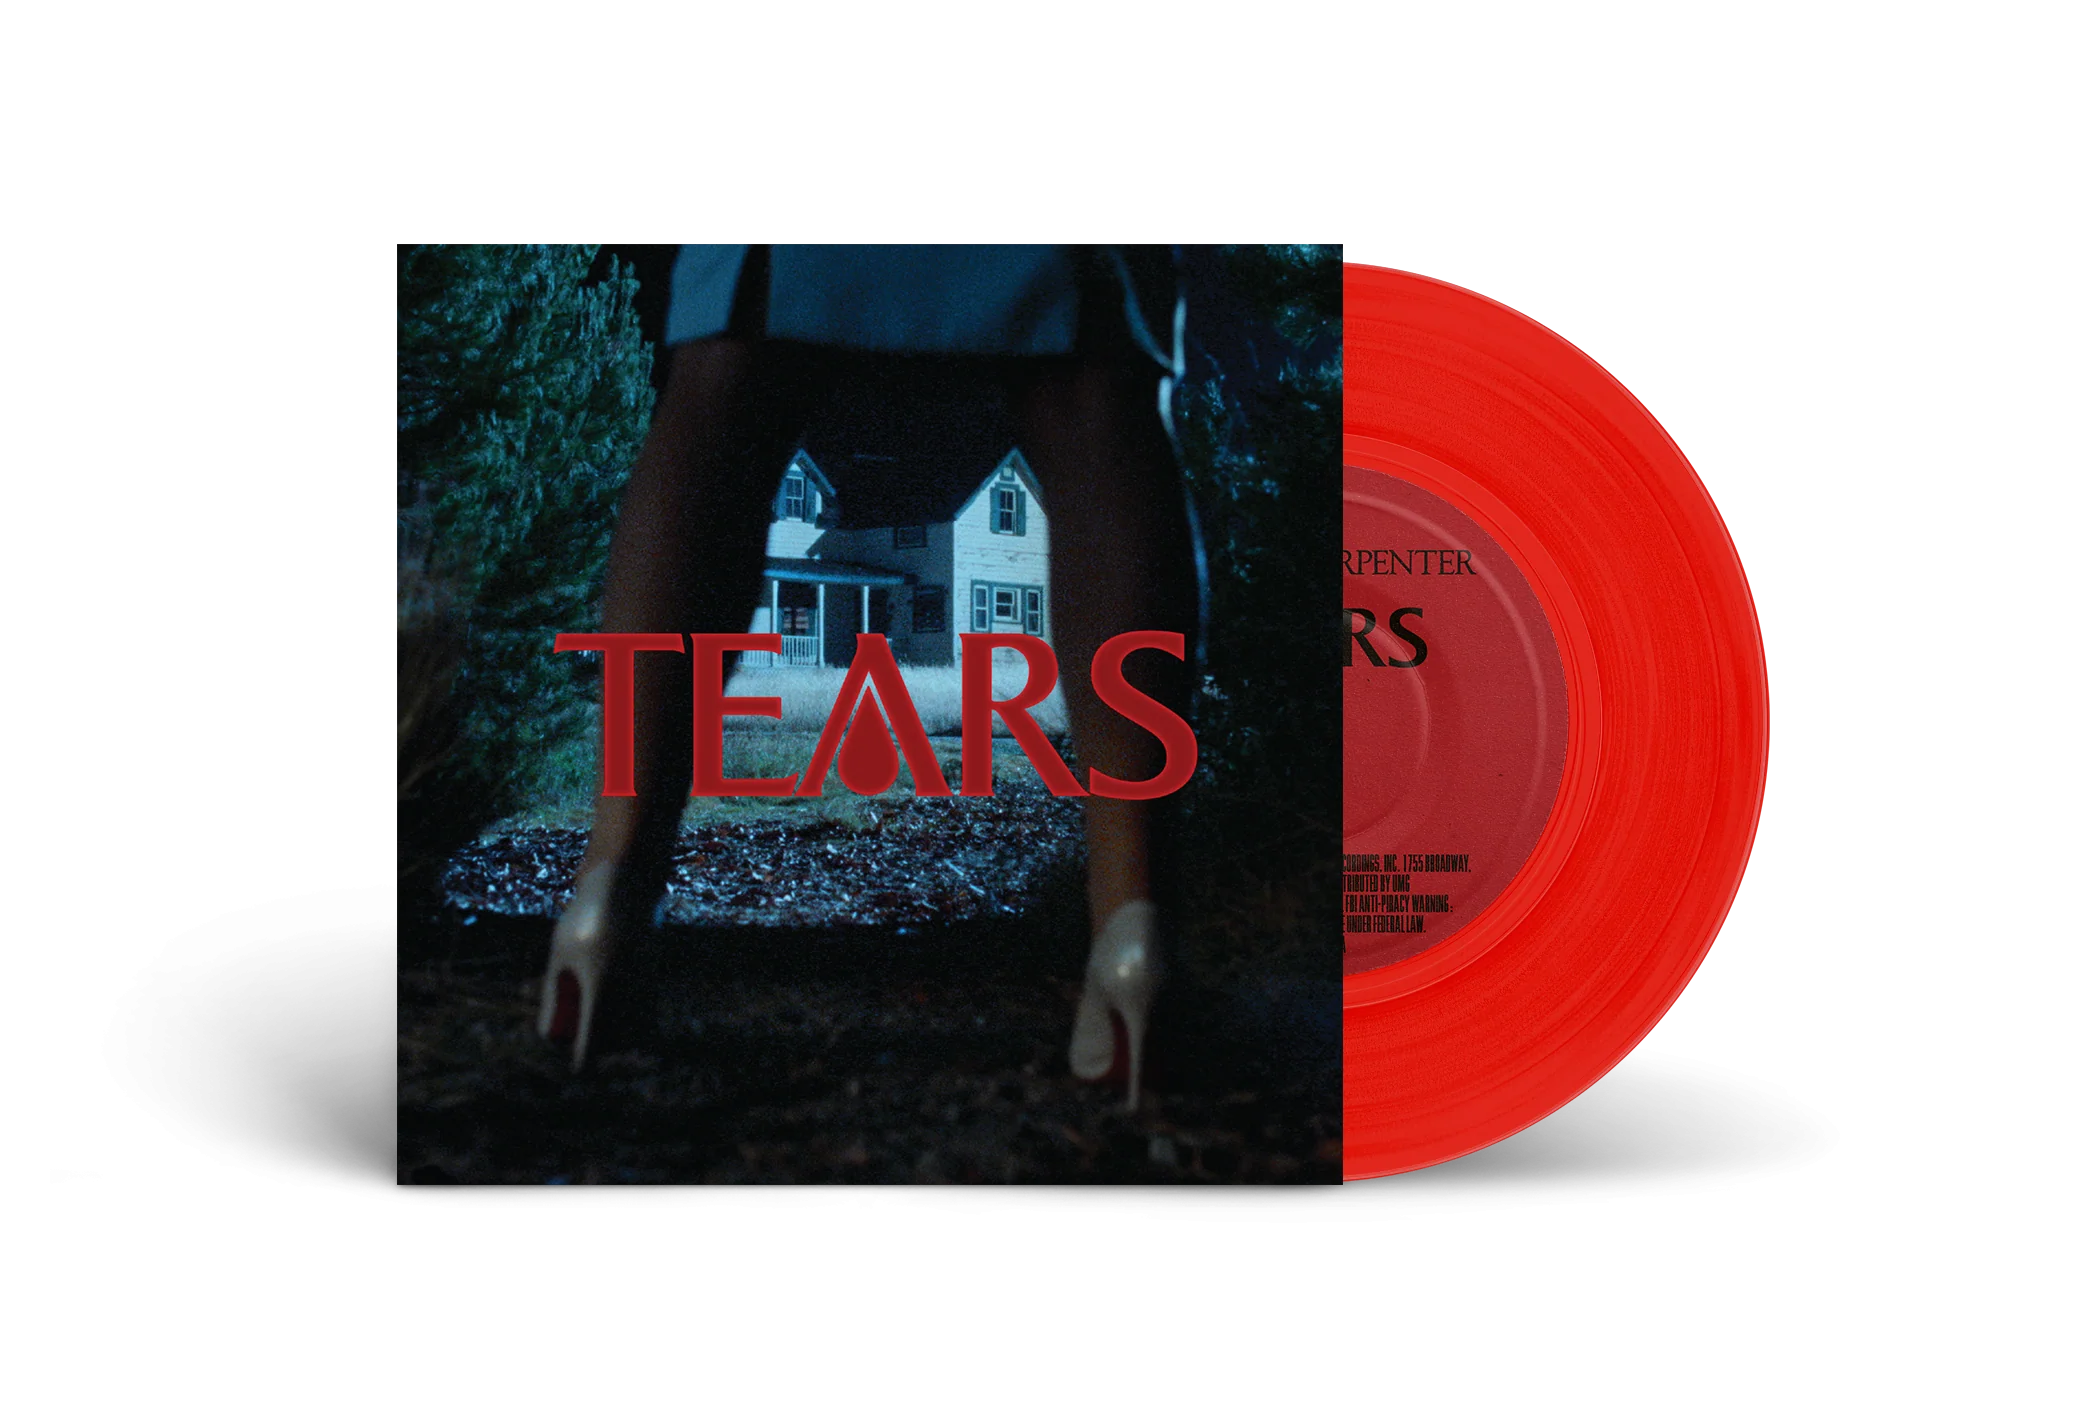 TEARS
RPENTER
RS
CORDINGS, INC. 1755 BROADWAY,
TRIBUTED BY UMG
FBI ANTI-PIRACY WARNING:
E UNDER FEDERAL LAW.